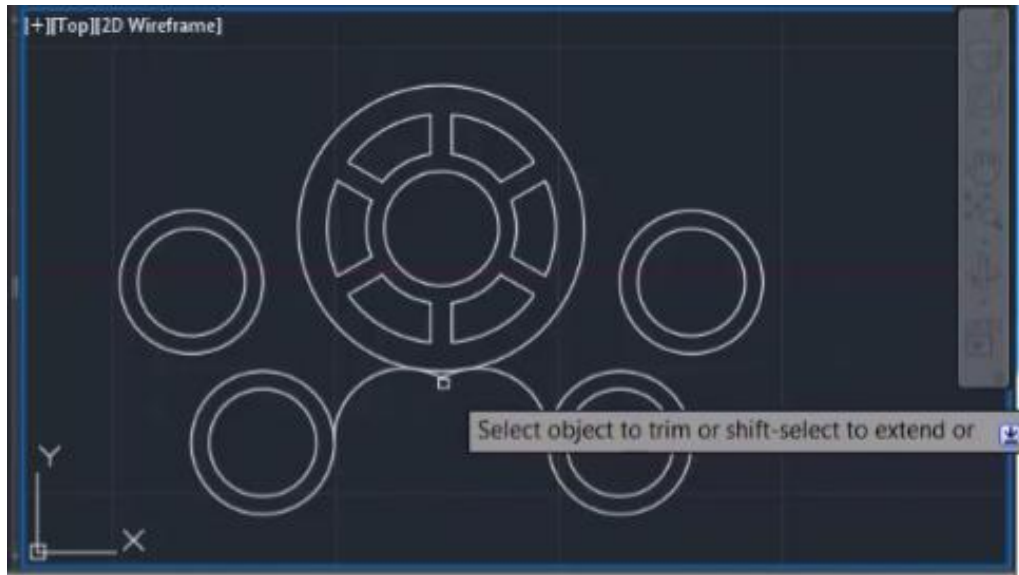 [+][Top][2D Wireframe]
Select object to trim or shift-select to extend or
Y
X